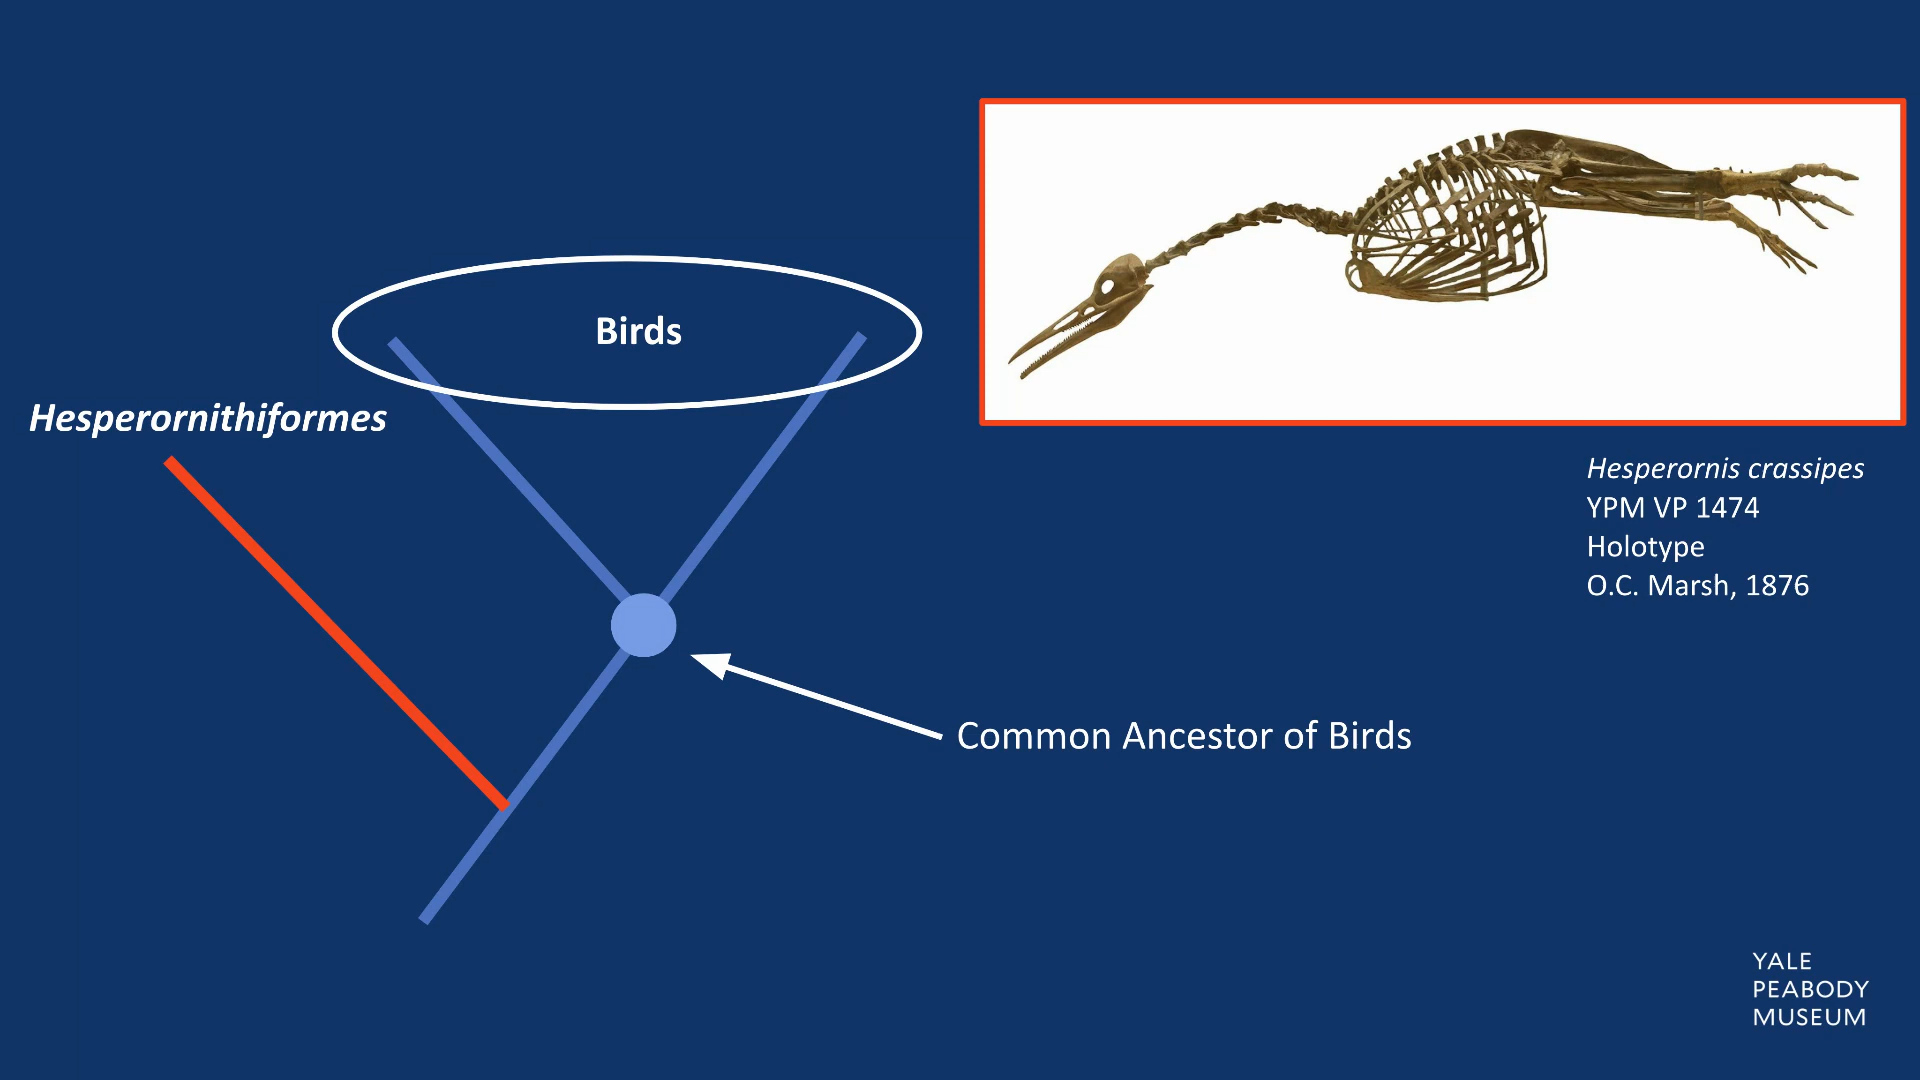 Birds
Hesperornithiformes
Hesperornis crassipes
YPM VP 1474
Holotype
O.C. Marsh, 1876
Common Ancestor of Birds
YALE
PEABODY
MUSEUM